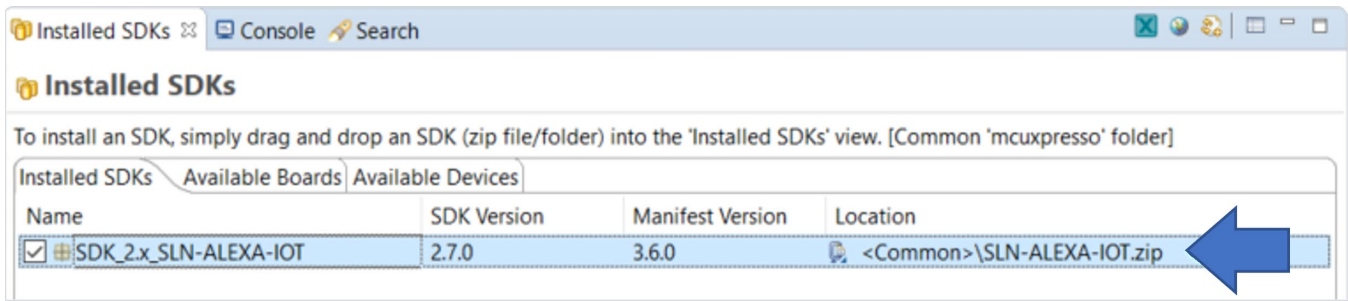 Installed SDKs Console Search
Installed SDKs
To install an SDK, simply drag and drop an SDK (zip file/folder) into the 'Installed SDKs' view. [Common 'mcuxpresso' folder]
Installed SDKs Available Boards Available Devices
Name SDK Version Manifest Version Location
SDK_2.x_SLN-ALEXA-IOT 2.7.0 3.6.0 <Common>\SLN-ALEXA-IOT.zip